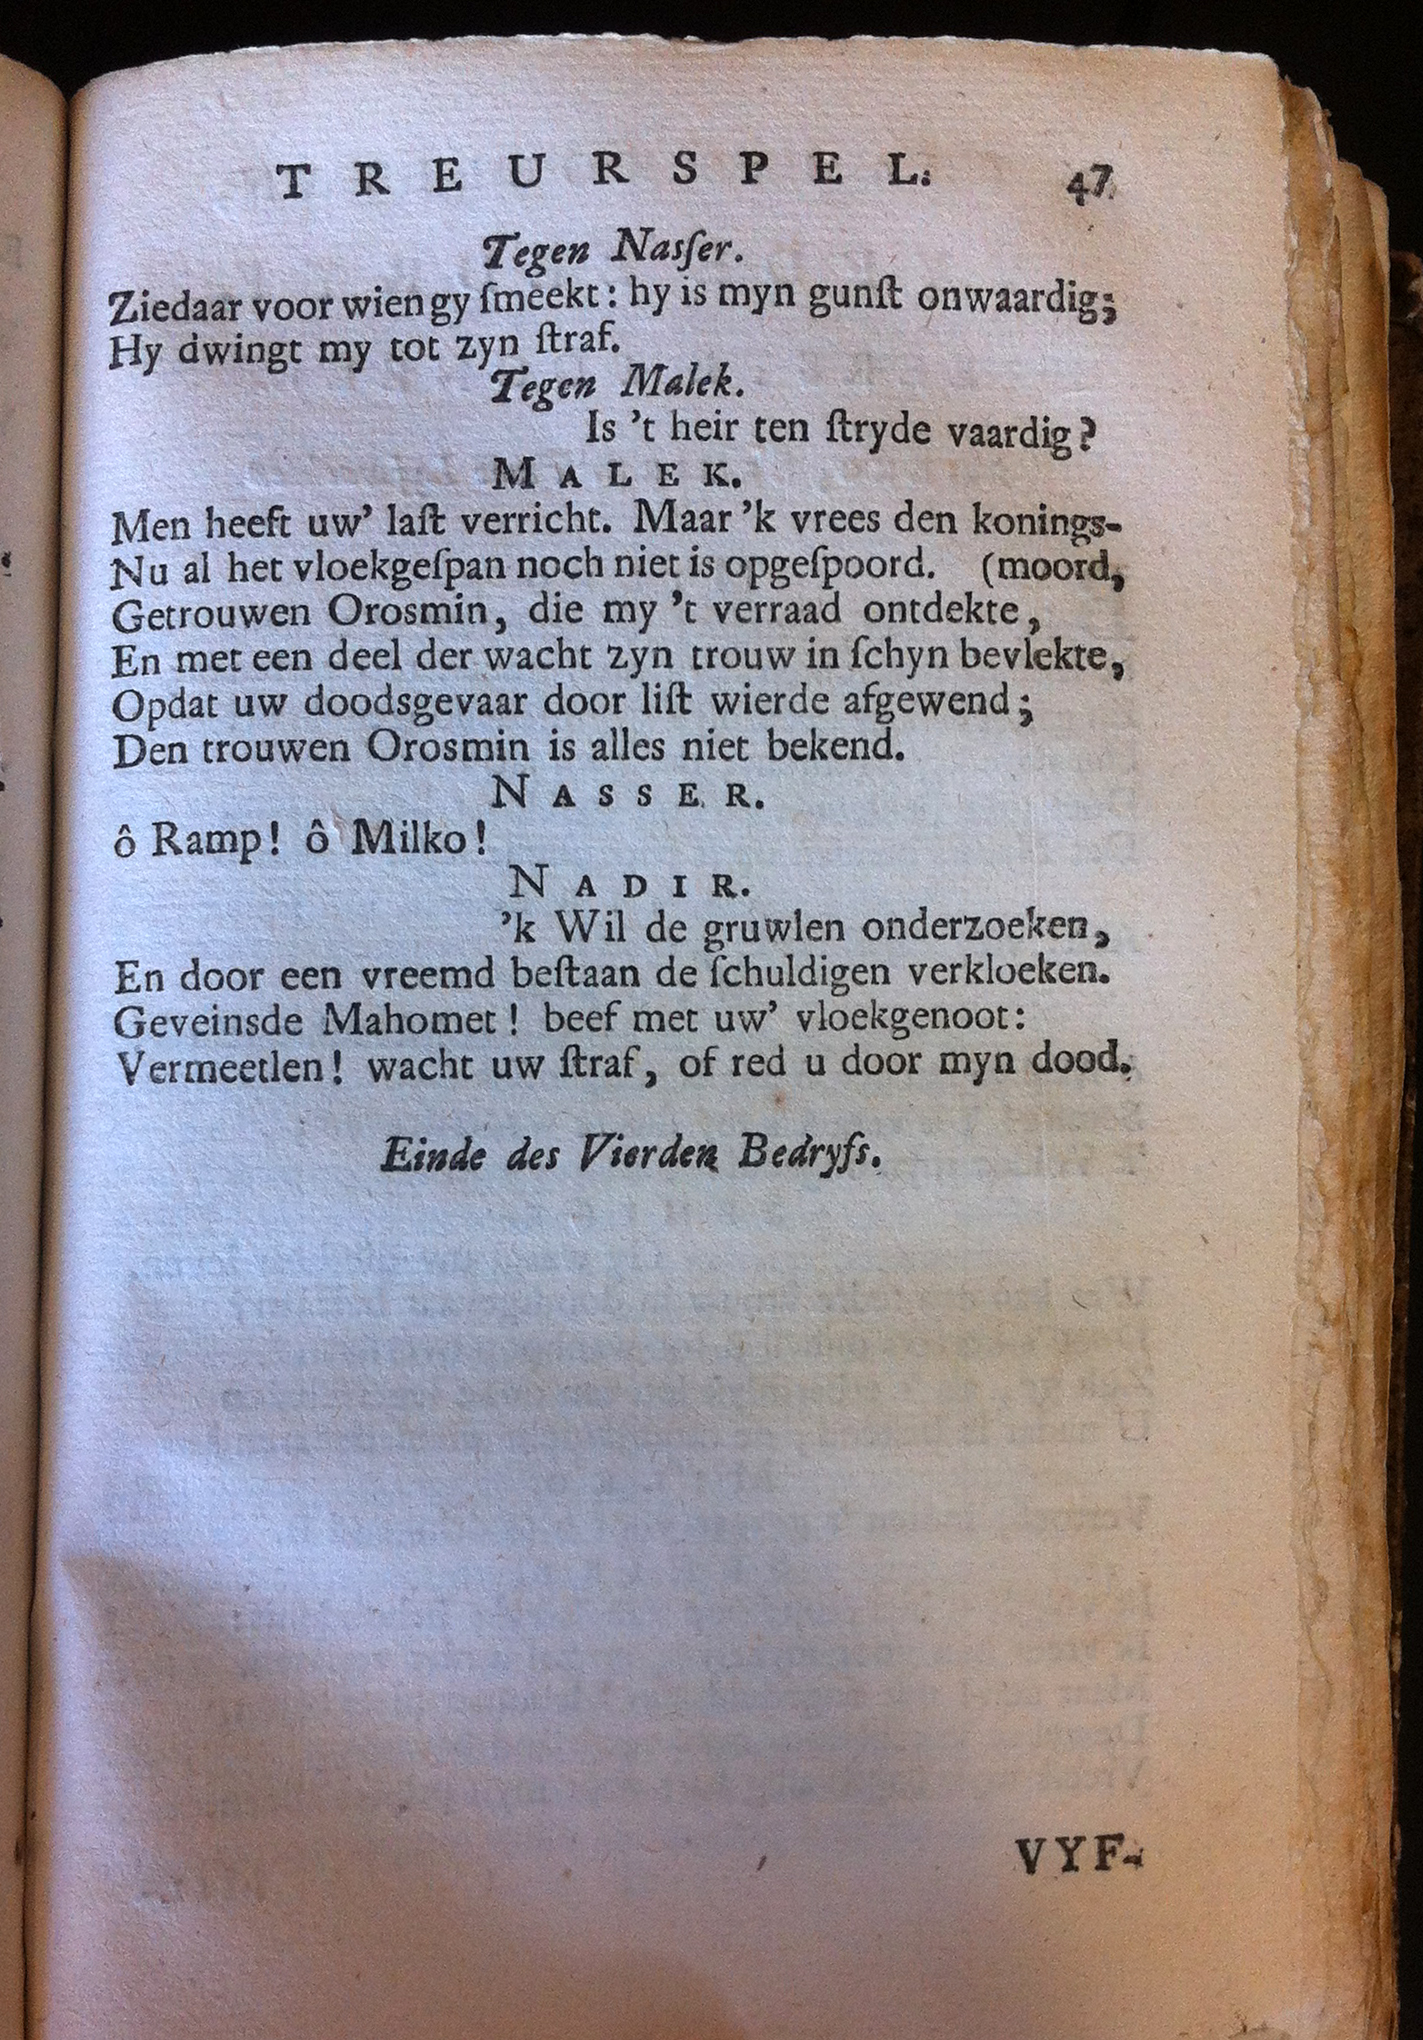 TREURSPEL. 47
Tegen Nasſer.
Ziedaar voor wien gy ſmeekt: hy is myn gunſt onwaardig;
Hy dwingt my tot zyn ſtraf.
Tegen Malek.
Is 't heir ten ſtryde vaardig?
MALEK.
Men heeft uw' laſt verricht. Maar 'k vrees den konings-
Nu al het vloekgeſpan noch niet is opgeſpoord. (moord,
Getrouwen Orosmin, die my 't verraad ontdekte,
En met een deel der wacht zyn trouw in ſchyn bevlekte,
Opdat uw doodsgevaar door liſt wierde afgewend;
Den trouwen Orosmin is alles niet bekend.
NASSER.
ô Ramp! ô Milko!
NADIR.
'k Wil de gruwlen onderzoeken,
En door een vreemd beſtaan de ſchuldigen verkloeken.
Geveinsde Mahomet! beef met uw' vloekgenoot:
Vermeetlen! wacht uw ſtraf, of red u door myn dood.
Einde des Vierden Bedryfs.
VYF-